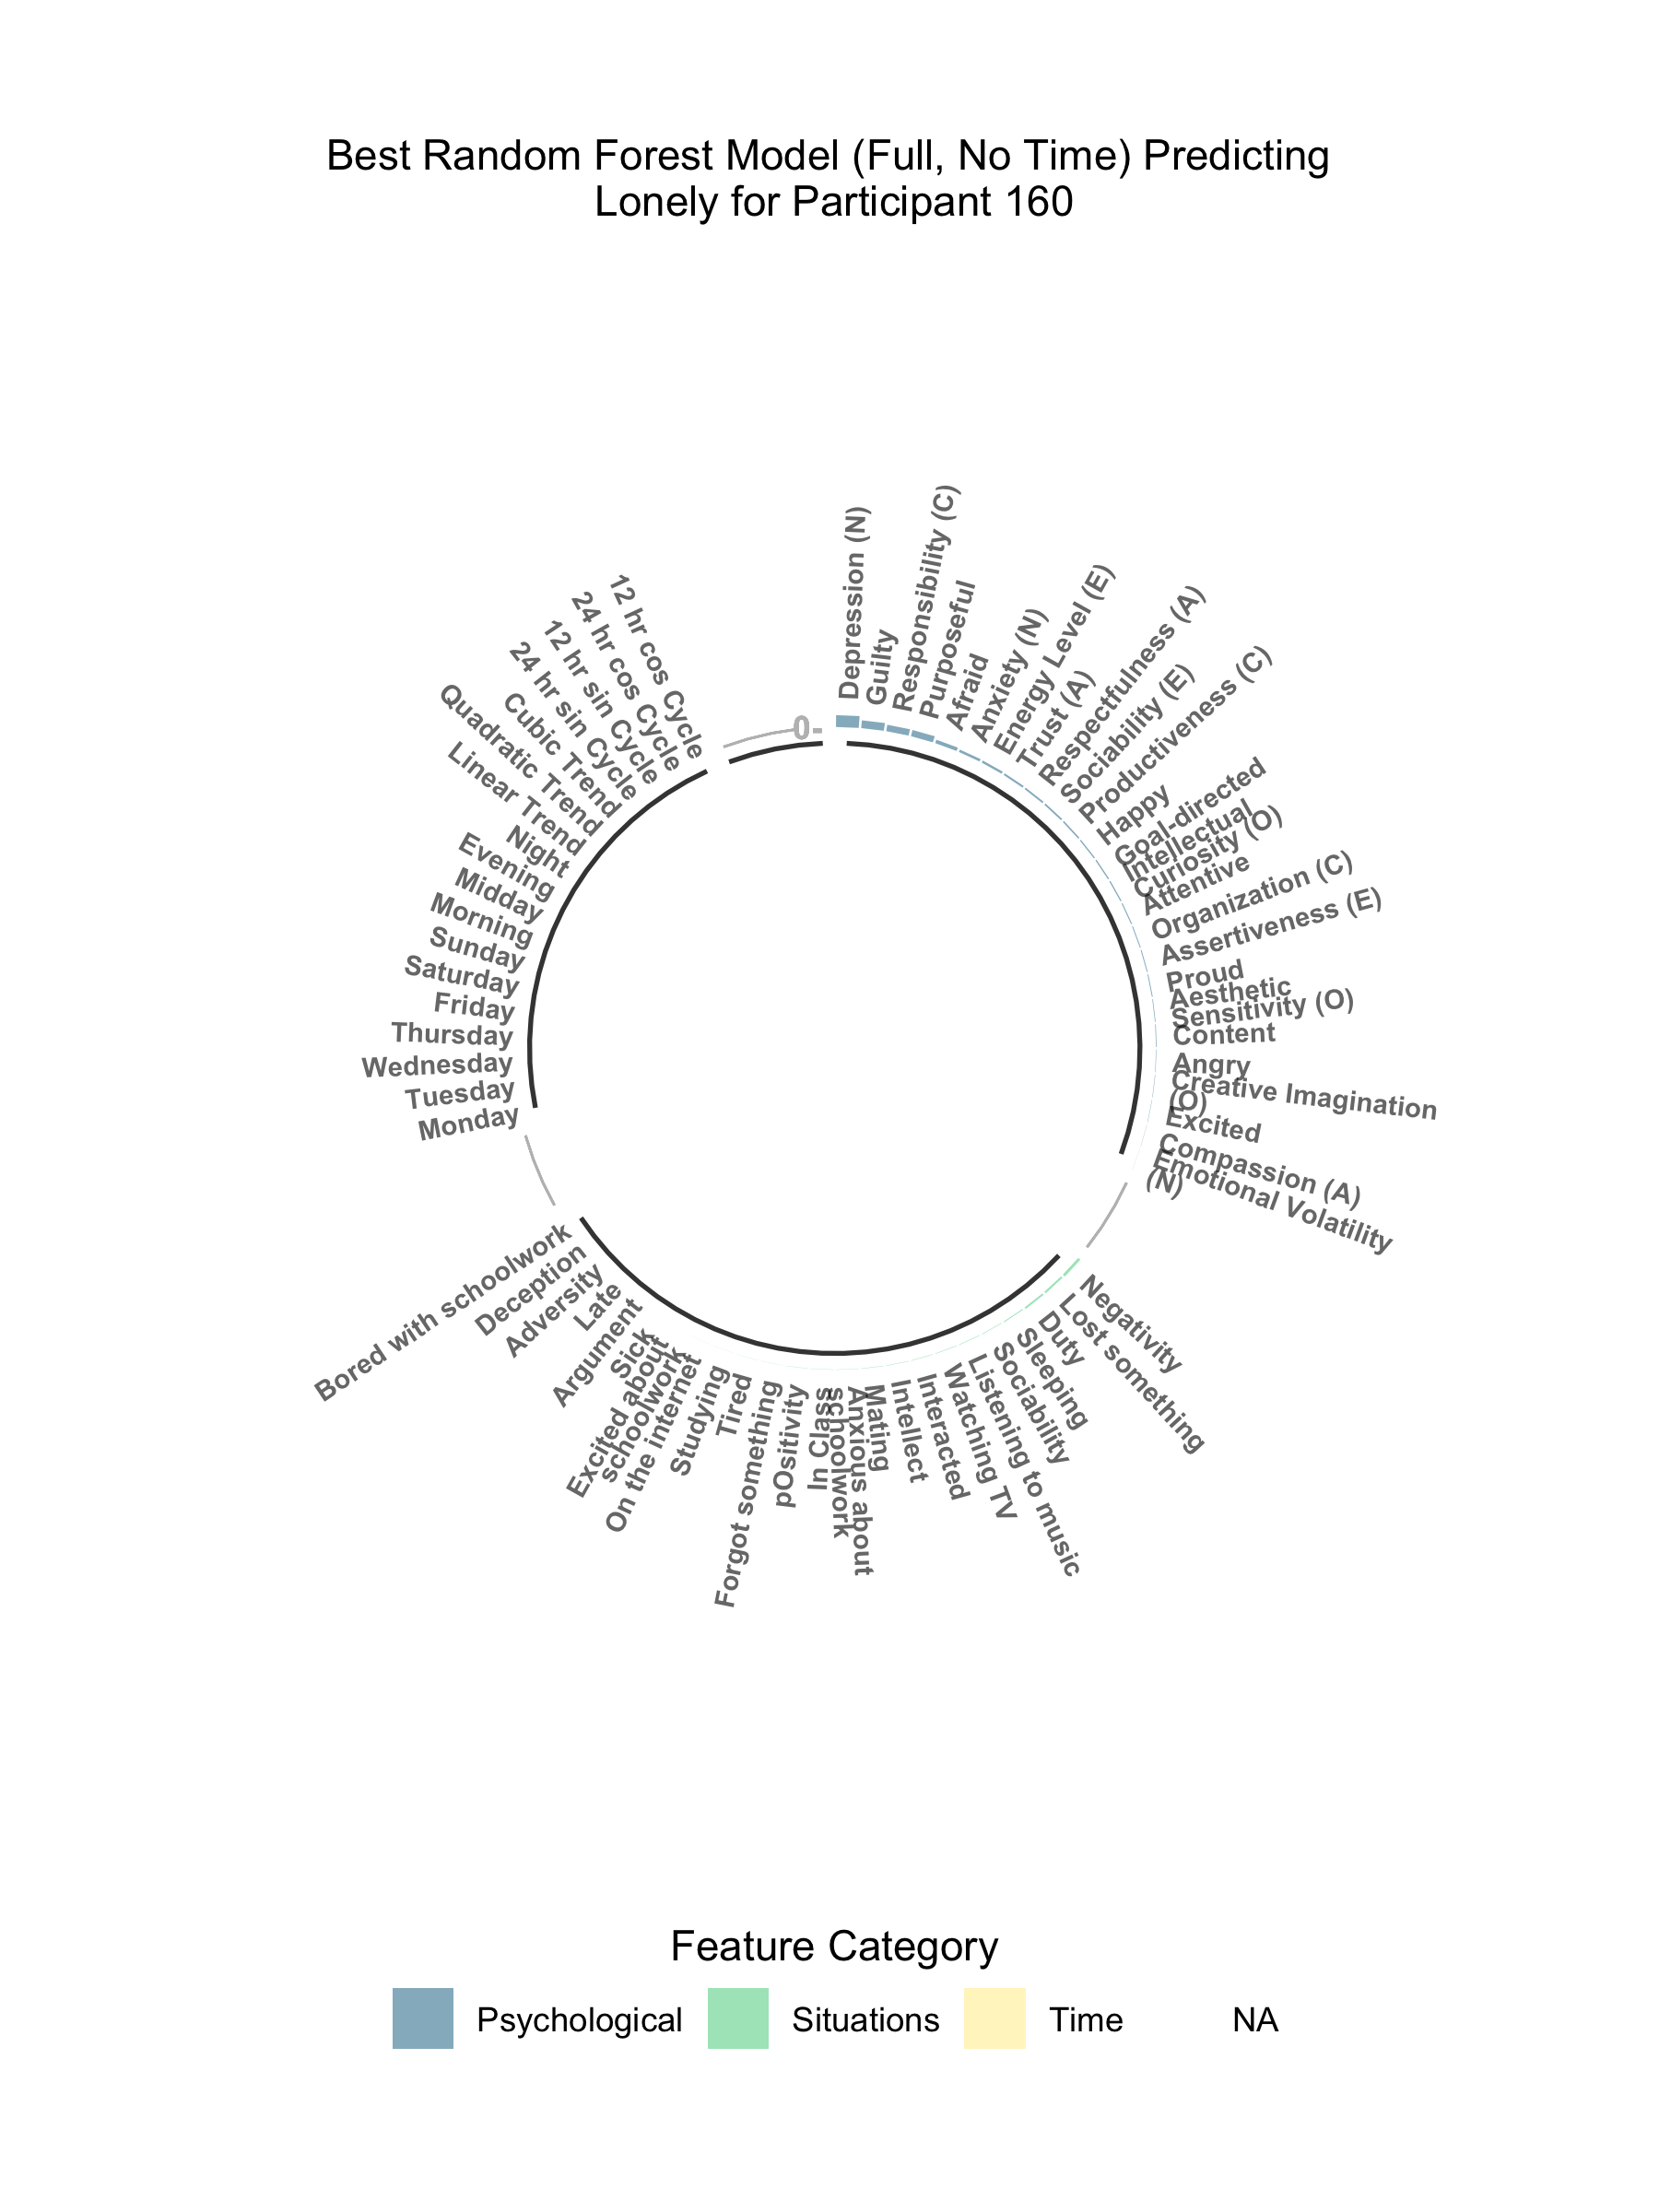 Best Random Forest Model (Full, No Time) Predicting
Lonely for Participant 160
0
Depression (N)
Guilty
Responsibility (C)
Purposeful
Afraid
Anxiety (N)
Energy Level (E)
Trust (A)
Respectfulness (A)
Sociability (E)
Productiveness (C)
Happy
Goal-directed
Intellectual
Curiosity (O)
Attentive
Organization (C)
Assertiveness (E)
Proud
Aesthetic
Sensitivity (O)
Content
Angry
Creative Imagination
(O)
Excited
Compassion (A)
Emotional Volatility
(N)
Negativity
Lost something
Duty
Sleeping
Sociability
Listening to music
Watching TV
Interacted
Intellect
Mating
Anxious about
schoolwork
In Class
pOsitivity
Forgot something
Tired
Studying
On the internet
Excited about
schoolwork
Sick
Argument
Late
Adversity
Deception
Bored with schoolwork
Monday
Tuesday
Wednesday
Thursday
Friday
Saturday
Sunday
Morning
Midday
Evening
Night
Linear Trend
Quadratic Trend
Cubic Trend
24 hr sin Cycle
12 hr sin Cycle
24 hr cos Cycle
12 hr cos Cycle
Feature Category
Psychological
Situations
Time
NA